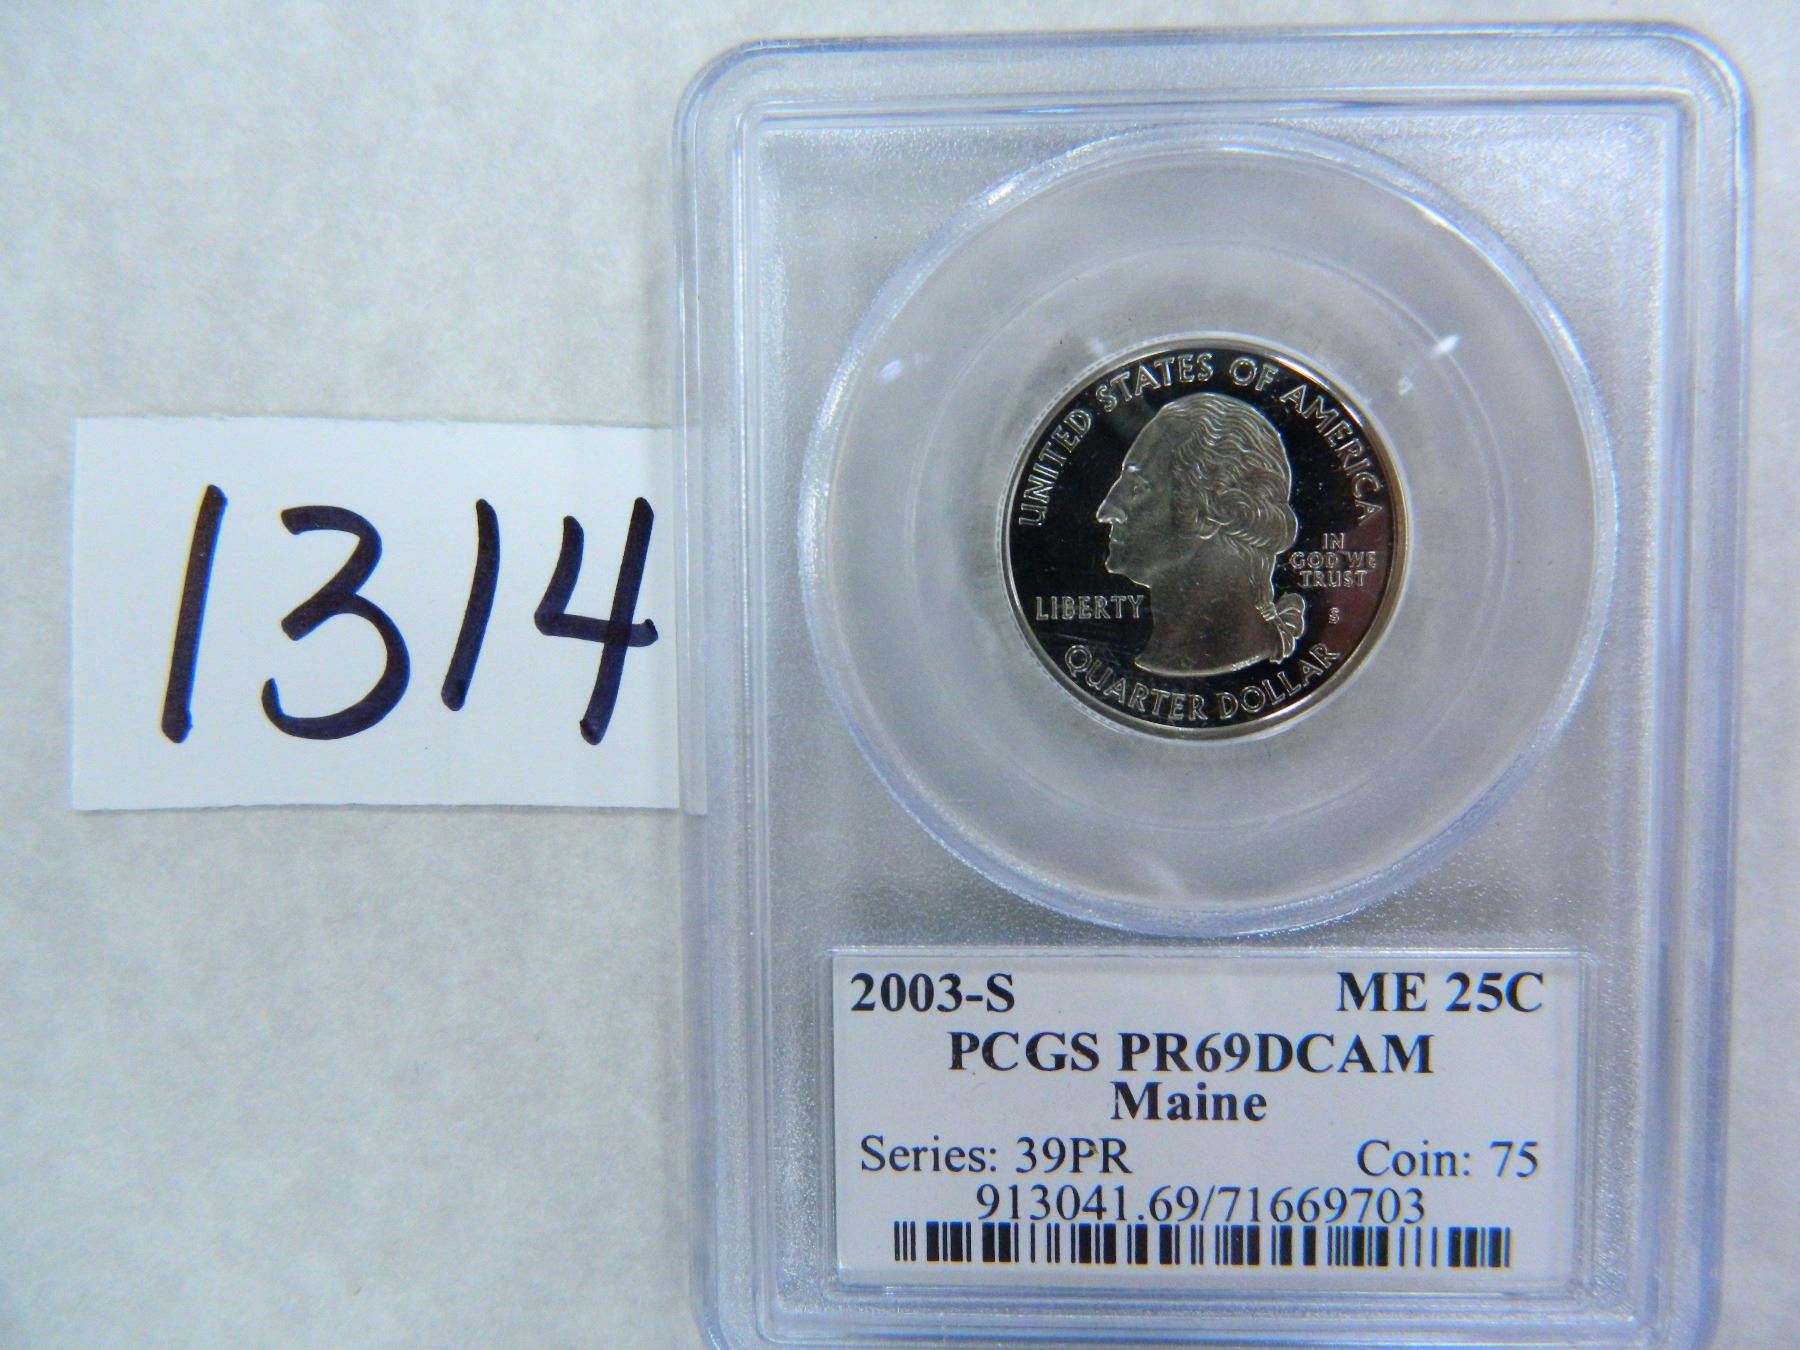 1314
UNITED STATES OF AMERICA
IN
GOD WE
TRUST
LIBERTY
S
QUARTER DOLLAR
2003-S ME 25C
PCGS PR69DCAM
Maine
Series: 39PR Coin: 75
913041.69/71669703